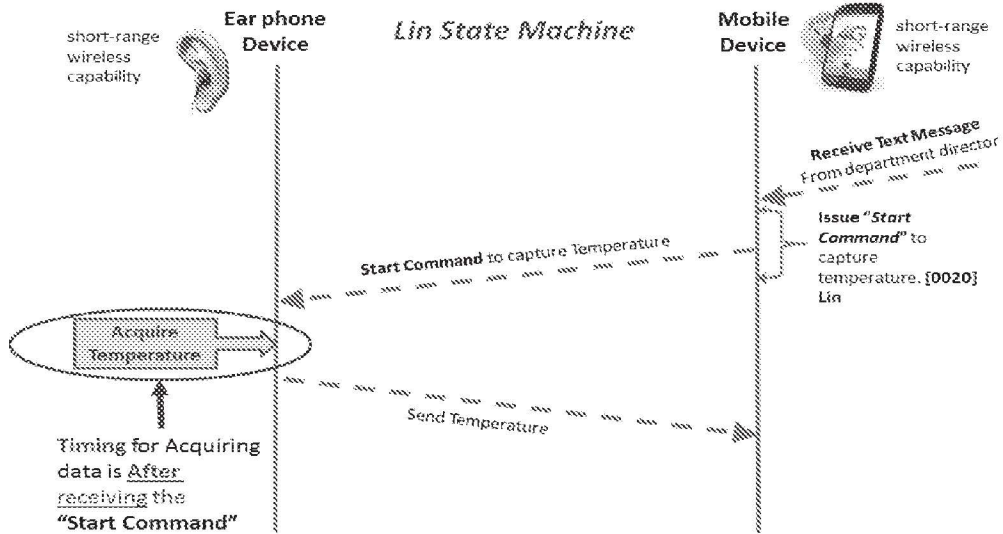 Lin State Machine
short-range
wireless
capability
Ear phone
Device
Mobile
Device
short-range
wireless
capability
Receive Text Message
From department director
Issue "Start
Command" to
capture
temperature. [0020]
Lin
Start Command to capture Temperature
Acquire
Temperature
Send Temperature
Timing for Acquiring
data is After
receiving the
"Start Command"